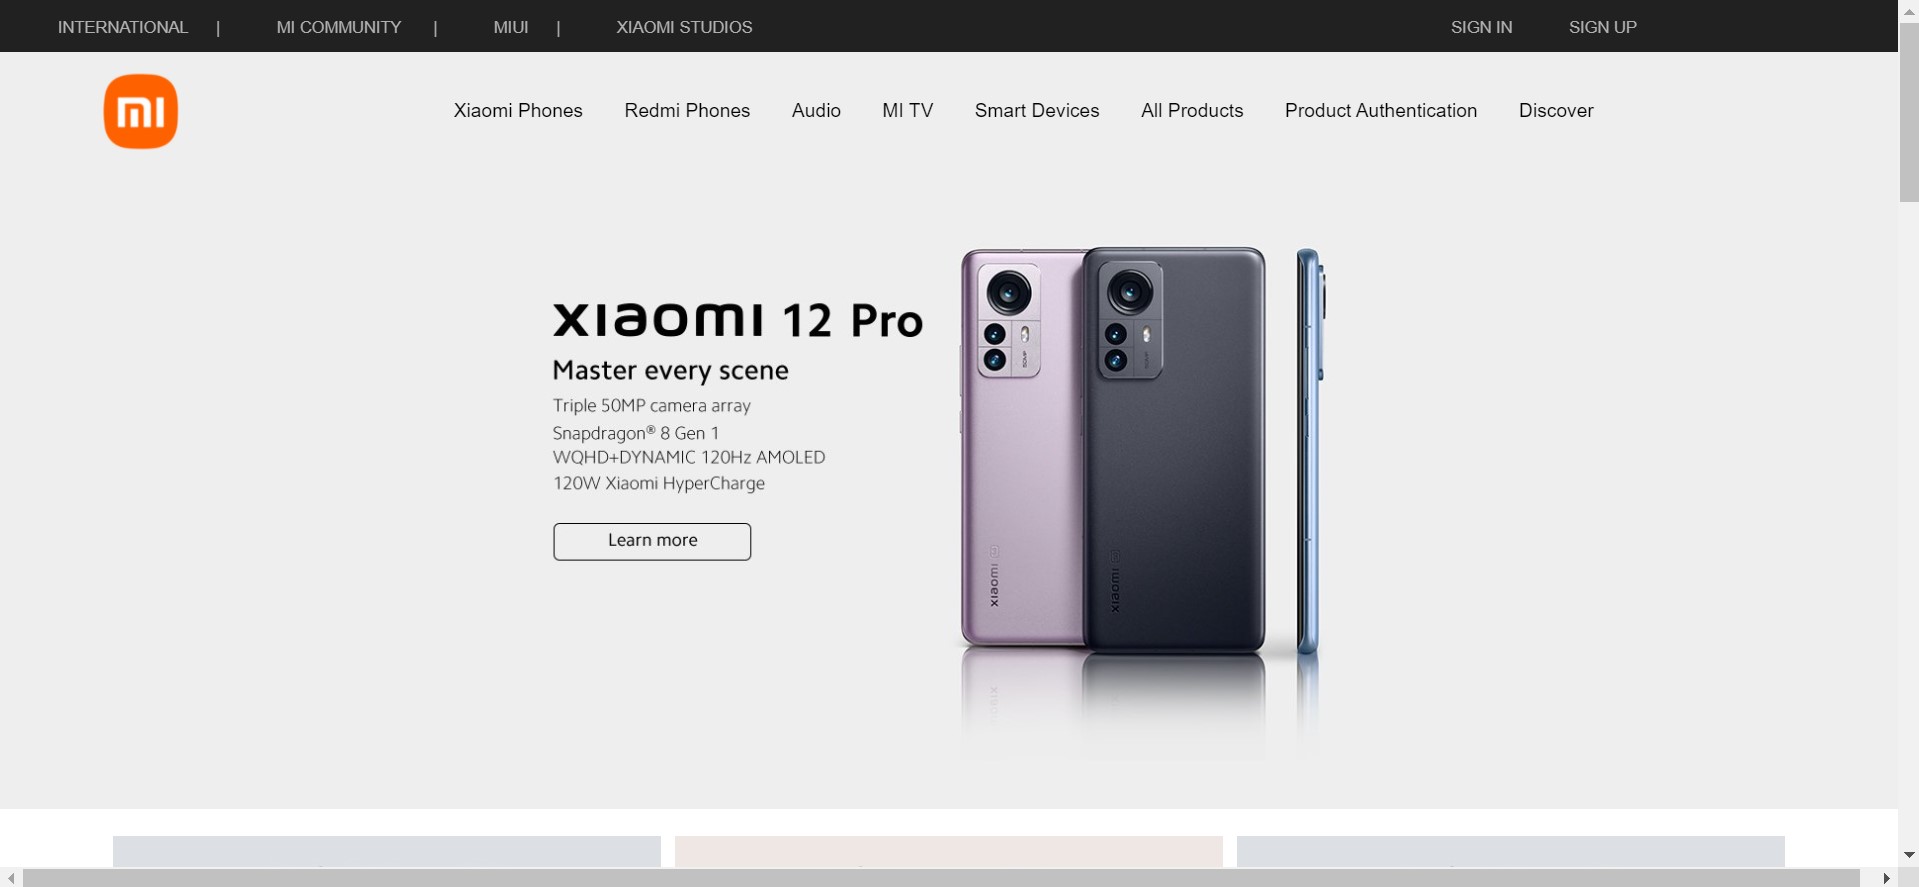 INTERNATIONAL | MI COMMUNITY | MIUI | XIAOMI STUDIOS SIGN IN SIGN UP
mi Xiaomi Phones Redmi Phones Audio MI TV Smart Devices All Products Product Authentication Discover
xiaomi 12 Pro
Master every scene
Triple 50MP camera array
Snapdragon® 8 Gen 1
WQHD+DYNAMIC 120Hz AMOLED
120W Xiaomi HyperCharge
Learn more
50MP
50MP
xiaomi
xiaomi